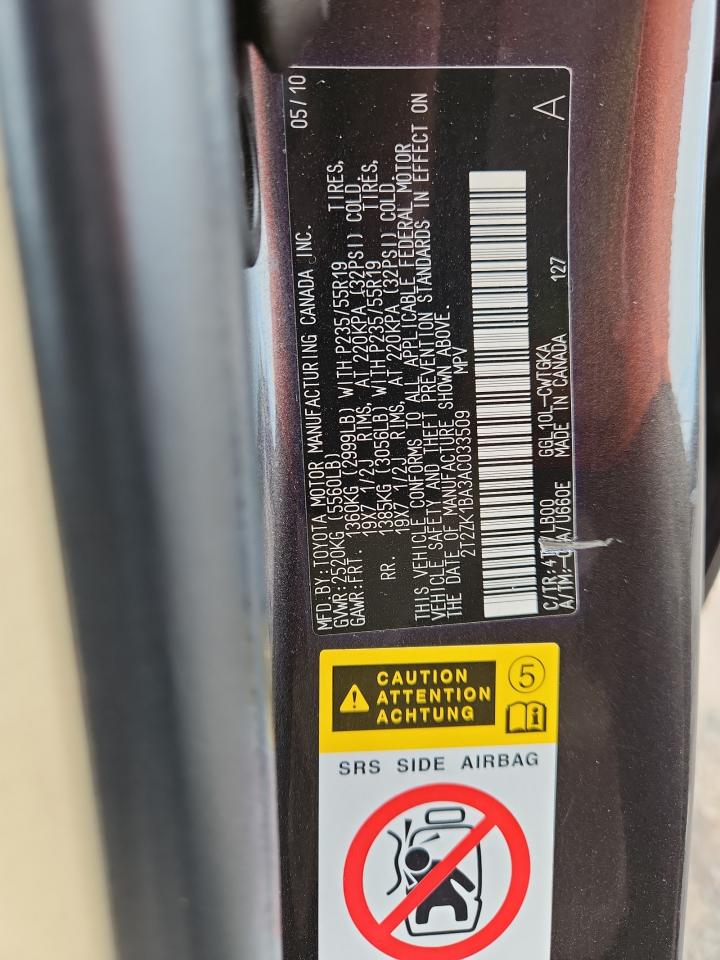 MFD.BY:TOYOTA MOTOR MANUFACTURING CANADA INC. 05/10
GVWR:2520KG (5560LB)
GAWR:FRT. 1360KG (2999LB) WITH P235/55R19 TIRES,
19X7 1/2J RIMS, AT 220KPA (32PSI) COLD
RR. 1385KG (3056LB) WITH P235/55R19 TIRES,
19X7 1/2J RIMS, AT 220KPA (32PSI) COLD
THIS VEHICLE CONFORMS TO ALL APPLICABLE FEDERAL MOTOR
VEHICLE SAFETY AND THEFT PREVENTION STANDARDS IN EFFECT ON
THE DATE OF MANUFACTURE SHOWN ABOVE.
2T2ZK1BA3AC033509 MPV
C/TR: LB00 GGL10L-CWTGKA A
A/TM: /U660E MADE IN CANADA 127
CAUTION
ATTENTION
ACHTUNG
5
SRS SIDE AIRBAG